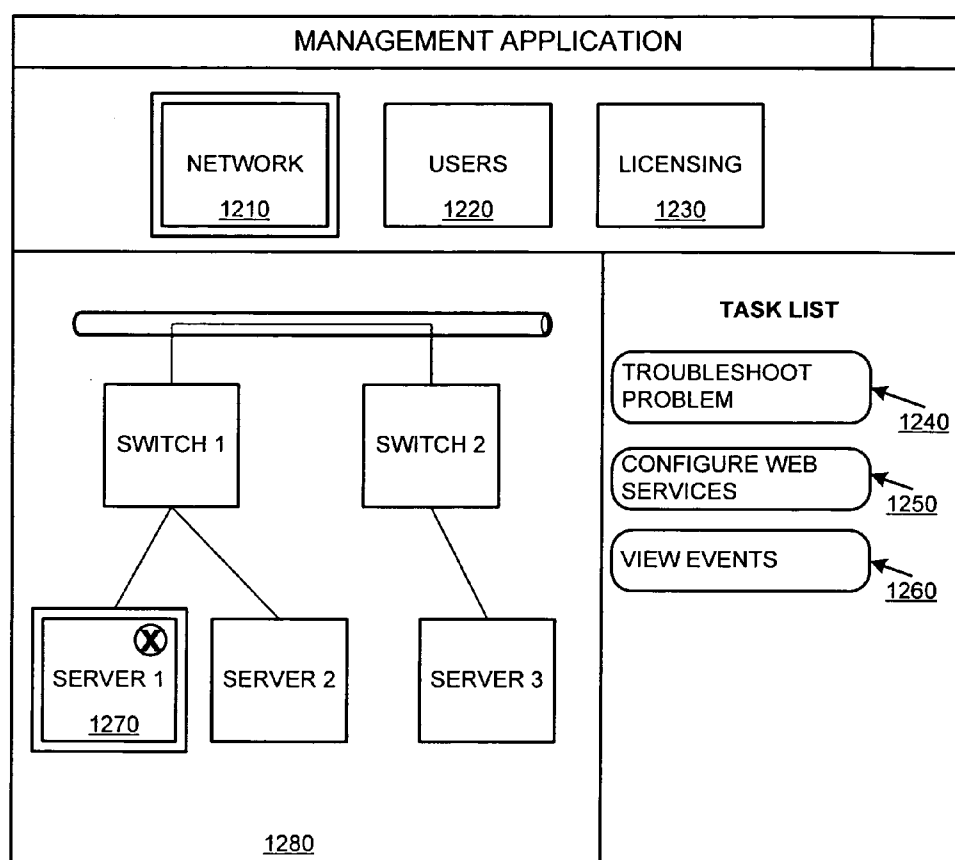 MANAGEMENT APPLICATION
NETWORK
1210
USERS
1220
LICENSING
1230
TASK LIST
TROUBLESHOOT
PROBLEM
1240
CONFIGURE WEB
SERVICES
1250
VIEW EVENTS
1260
SWITCH 1
SWITCH 2
X
SERVER 1
1270
SERVER 2
SERVER 3
1280